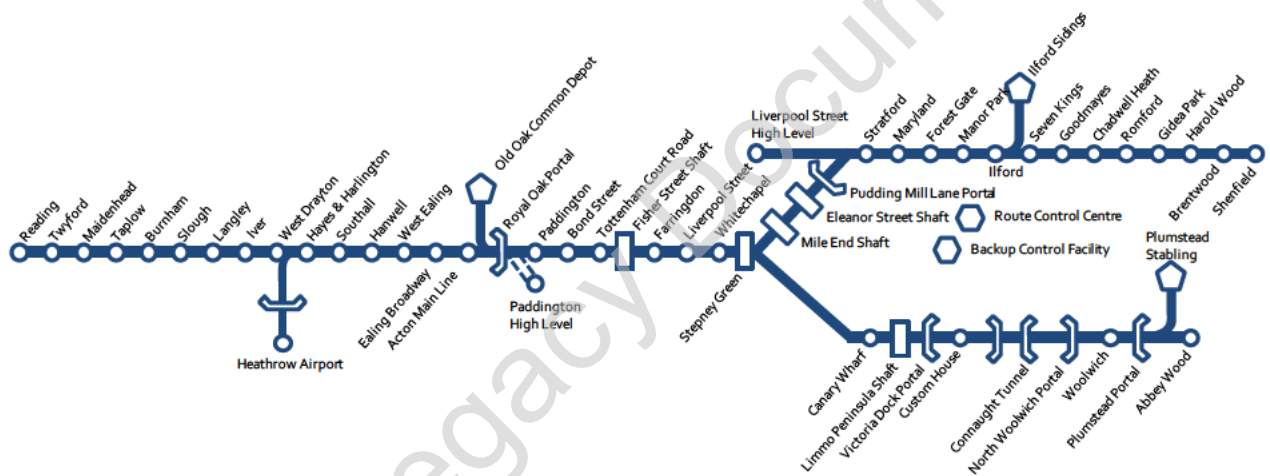 Reading
Twyford
Maidenhead
Taplow
Burnham
Slough
Langley
Iver
West Drayton
Hayes & Harlington
Southall
Hanwell
West Ealing
Ealing Broadway
Acton Main Line
Old Oak Common Depot
Royal Oak Portal
Paddington
Bond Street
Tottenham Court Road
Fisher Street Shaft
Farringdon
Liverpool Street
Whitechapel
Stepney Green
Heathrow Airport
Paddington
High Level
Liverpool Street
High Level
Stratford
Maryland
Forest Gate
Manor Park
Ilford
Ilford Sidings
Seven Kings
Goodmayes
Chadwell Heath
Romford
Gidea Park
Harold Wood
Brentwood
Shenfield
Pudding Mill Lane Portal
Eleanor Street Shaft
Mile End Shaft
Route Control Centre
Backup Control Facility
Plumstead
Stabling
Canary Wharf
Limmo Peninsula Shaft
Victoria Dock Portal
Custom House
Connaught Tunnel
North Woolwich Portal
Woolwich
Plumstead Portal
Abbey Wood
egacy Docum